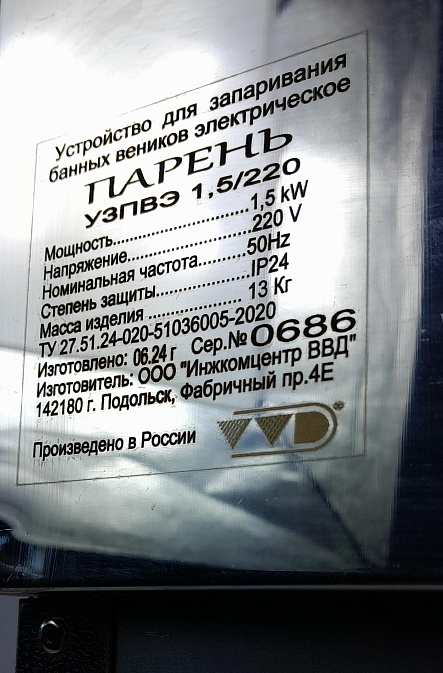 Устройство для запаривания
банных веников электрическое
ПАРЕНЬ
УЗПВЭ 1,5/220
Мощность..............................1,5 kW
Напряжение...........................220 V
Номинальная частота.........50Hz
Степень защиты.................IP24
Масса изделия .................. 13 Кг
ТУ 27.51.24-020-51036005-2020
Изготовлено: 06.24 г Сер.№0686
Изготовитель: ООО "Инжкомцентр ВВД"
142180 г. Подольск, Фабричный пр.4Е
Произведено в России VVD®